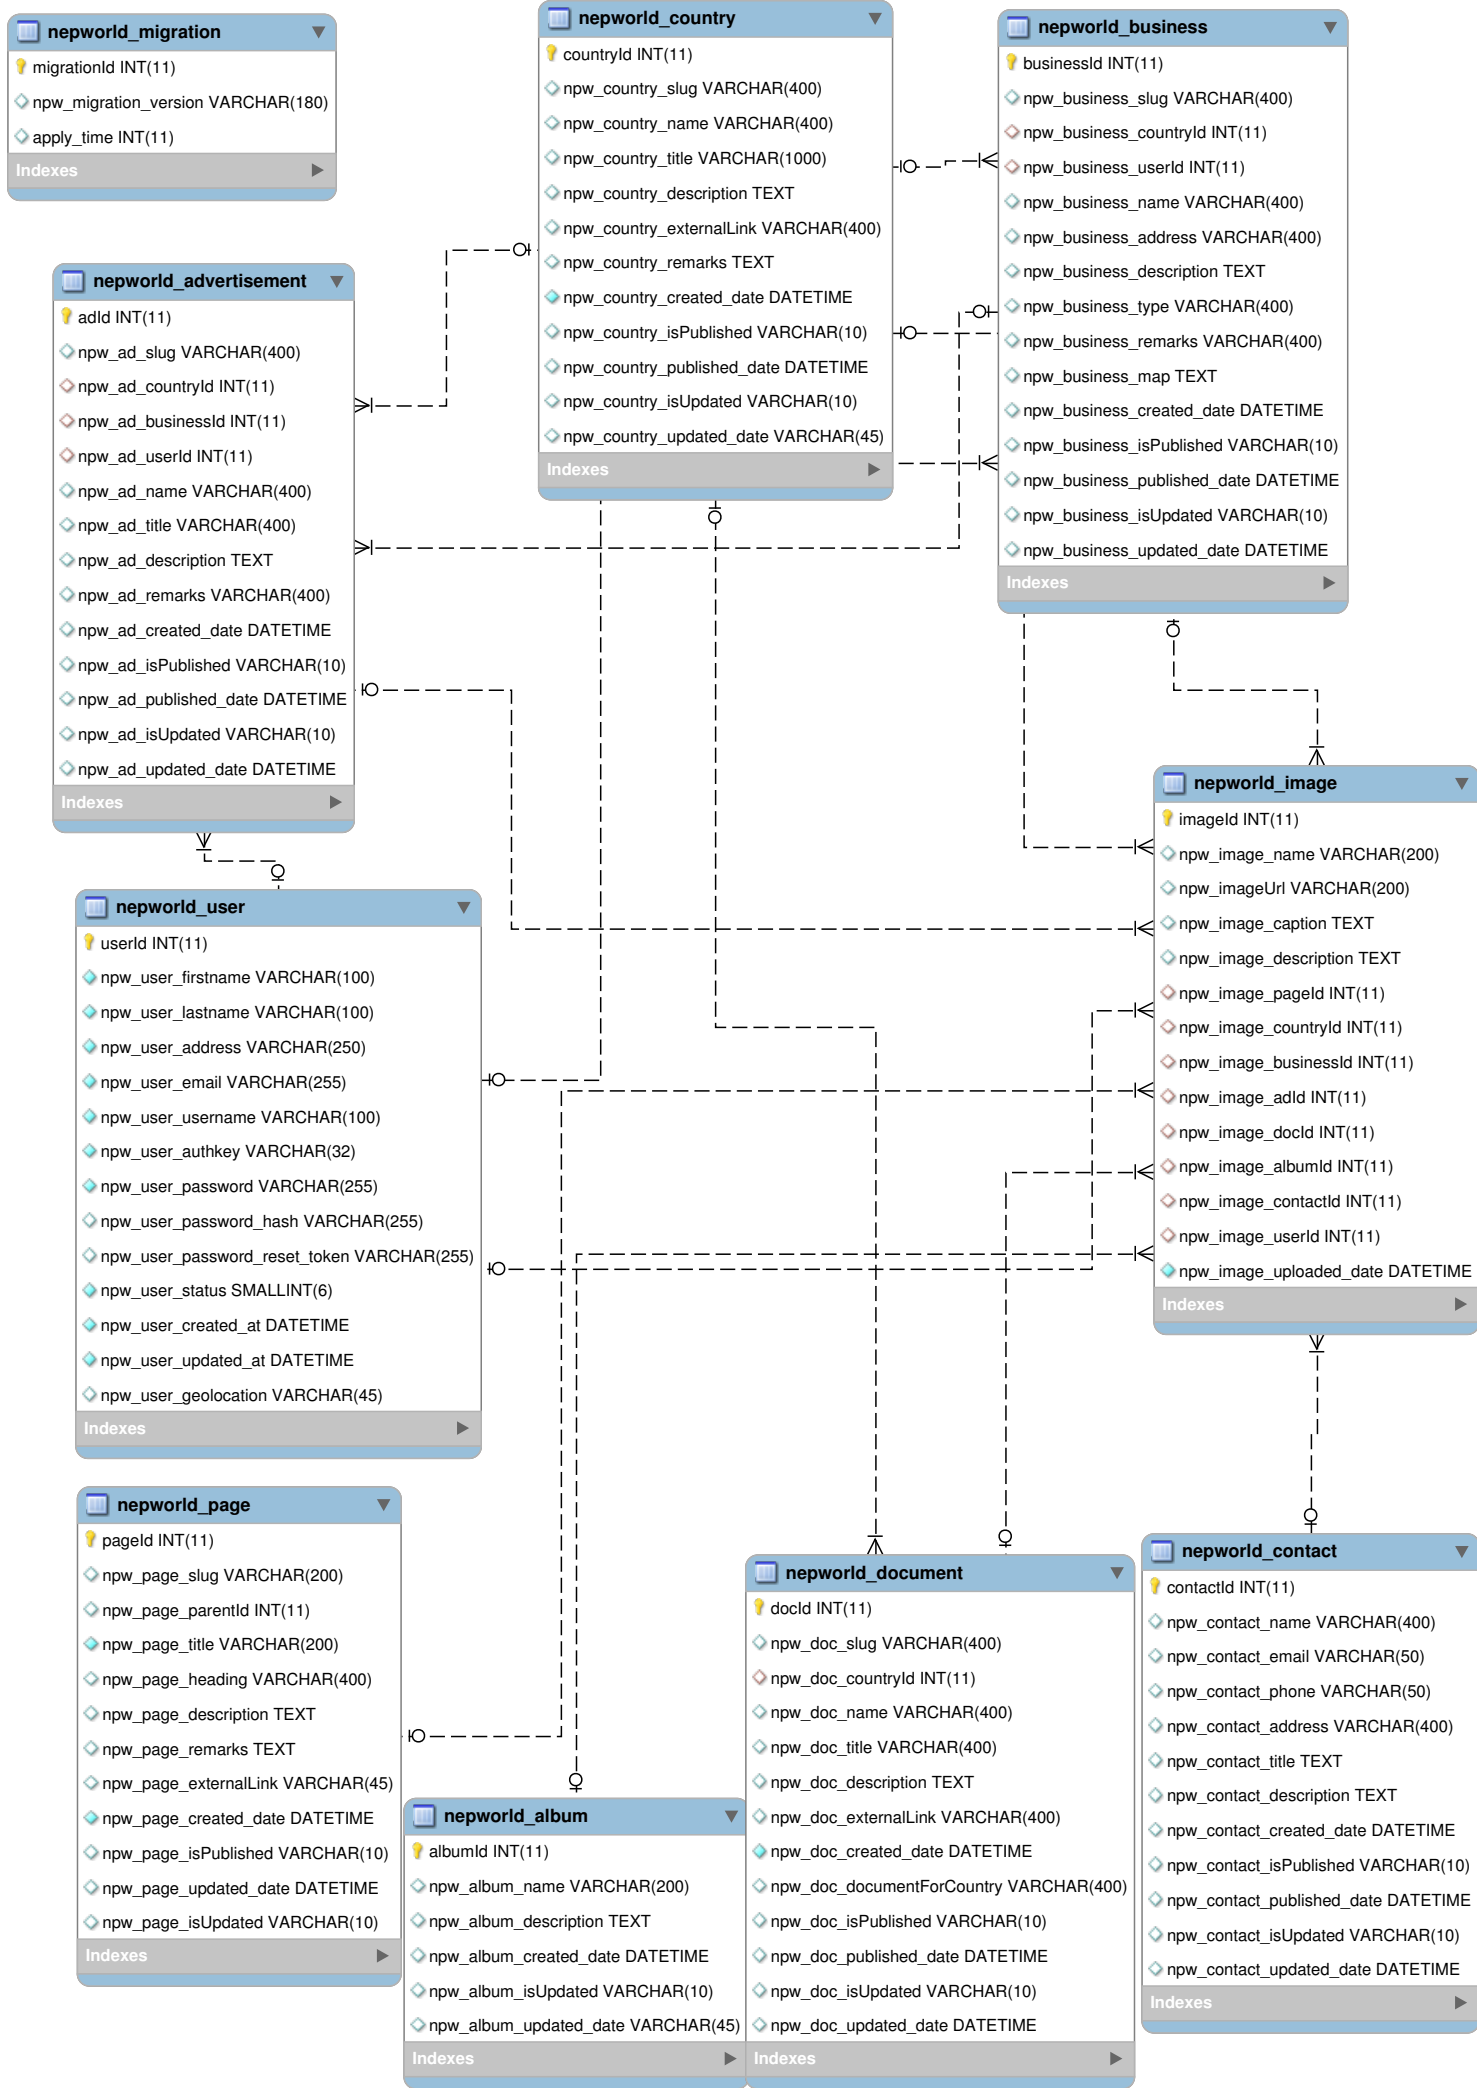 nepworld_migration
migrationId INT(11)
npw_migration_version VARCHAR(180)
apply_time INT(11)
Indexes
nepworld_country
countryId INT(11)
npw_country_slug VARCHAR(400)
npw_country_name VARCHAR(400)
npw_country_title VARCHAR(1000)
npw_country_description TEXT
npw_country_externalLink VARCHAR(400)
npw_country_remarks TEXT
npw_country_created_date DATETIME
npw_country_isPublished VARCHAR(10)
npw_country_published_date DATETIME
npw_country_isUpdated VARCHAR(10)
npw_country_updated_date VARCHAR(45)
Indexes
nepworld_business
businessId INT(11)
npw_business_slug VARCHAR(400)
npw_business_countryId INT(11)
npw_business_userId INT(11)
npw_business_name VARCHAR(400)
npw_business_address VARCHAR(400)
npw_business_description TEXT
npw_business_type VARCHAR(400)
npw_business_remarks VARCHAR(400)
npw_business_map TEXT
npw_business_created_date DATETIME
npw_business_isPublished VARCHAR(10)
npw_business_published_date DATETIME
npw_business_isUpdated VARCHAR(10)
npw_business_updated_date DATETIME
Indexes
nepworld_advertisement
adId INT(11)
npw_ad_slug VARCHAR(400)
npw_ad_countryId INT(11)
npw_ad_businessId INT(11)
npw_ad_userId INT(11)
npw_ad_name VARCHAR(400)
npw_ad_title VARCHAR(400)
npw_ad_description TEXT
npw_ad_remarks VARCHAR(400)
npw_ad_created_date DATETIME
npw_ad_isPublished VARCHAR(10)
npw_ad_published_date DATETIME
npw_ad_isUpdated VARCHAR(10)
npw_ad_updated_date DATETIME
Indexes
nepworld_image
imageId INT(11)
npw_image_name VARCHAR(200)
npw_imageUrl VARCHAR(200)
npw_image_caption TEXT
npw_image_description TEXT
npw_image_pageId INT(11)
npw_image_countryId INT(11)
npw_image_businessId INT(11)
npw_image_adId INT(11)
npw_image_docId INT(11)
npw_image_albumId INT(11)
npw_image_contactId INT(11)
npw_image_userId INT(11)
npw_image_uploaded_date DATETIME
Indexes
nepworld_user
userId INT(11)
npw_user_firstname VARCHAR(100)
npw_user_lastname VARCHAR(100)
npw_user_address VARCHAR(250)
npw_user_email VARCHAR(255)
npw_user_username VARCHAR(100)
npw_user_authkey VARCHAR(32)
npw_user_password VARCHAR(255)
npw_user_password_hash VARCHAR(255)
npw_user_password_reset_token VARCHAR(255)
npw_user_status SMALLINT(6)
npw_user_created_at DATETIME
npw_user_updated_at DATETIME
npw_user_geolocation VARCHAR(45)
Indexes
nepworld_page
pageId INT(11)
npw_page_slug VARCHAR(200)
npw_page_parentId INT(11)
npw_page_title VARCHAR(200)
npw_page_heading VARCHAR(400)
npw_page_description TEXT
npw_page_remarks TEXT
npw_page_externalLink VARCHAR(45)
npw_page_created_date DATETIME
npw_page_isPublished VARCHAR(10)
npw_page_updated_date DATETIME
npw_page_isUpdated VARCHAR(10)
Indexes
nepworld_album
albumId INT(11)
npw_album_name VARCHAR(200)
npw_album_description TEXT
npw_album_created_date DATETIME
npw_album_isUpdated VARCHAR(10)
npw_album_updated_date VARCHAR(45)
Indexes
nepworld_document
docId INT(11)
npw_doc_slug VARCHAR(400)
npw_doc_countryId INT(11)
npw_doc_name VARCHAR(400)
npw_doc_title VARCHAR(400)
npw_doc_description TEXT
npw_doc_externalLink VARCHAR(400)
npw_doc_created_date DATETIME
npw_doc_documentForCountry VARCHAR(400)
npw_doc_isPublished VARCHAR(10)
npw_doc_published_date DATETIME
npw_doc_isUpdated VARCHAR(10)
npw_doc_updated_date DATETIME
Indexes
nepworld_contact
contactId INT(11)
npw_contact_name VARCHAR(400)
npw_contact_email VARCHAR(50)
npw_contact_phone VARCHAR(50)
npw_contact_address VARCHAR(400)
npw_contact_title TEXT
npw_contact_description TEXT
npw_contact_created_date DATETIME
npw_contact_isPublished VARCHAR(10)
npw_contact_published_date DATETIME
npw_contact_isUpdated VARCHAR(10)
npw_contact_updated_date DATETIME
Indexes